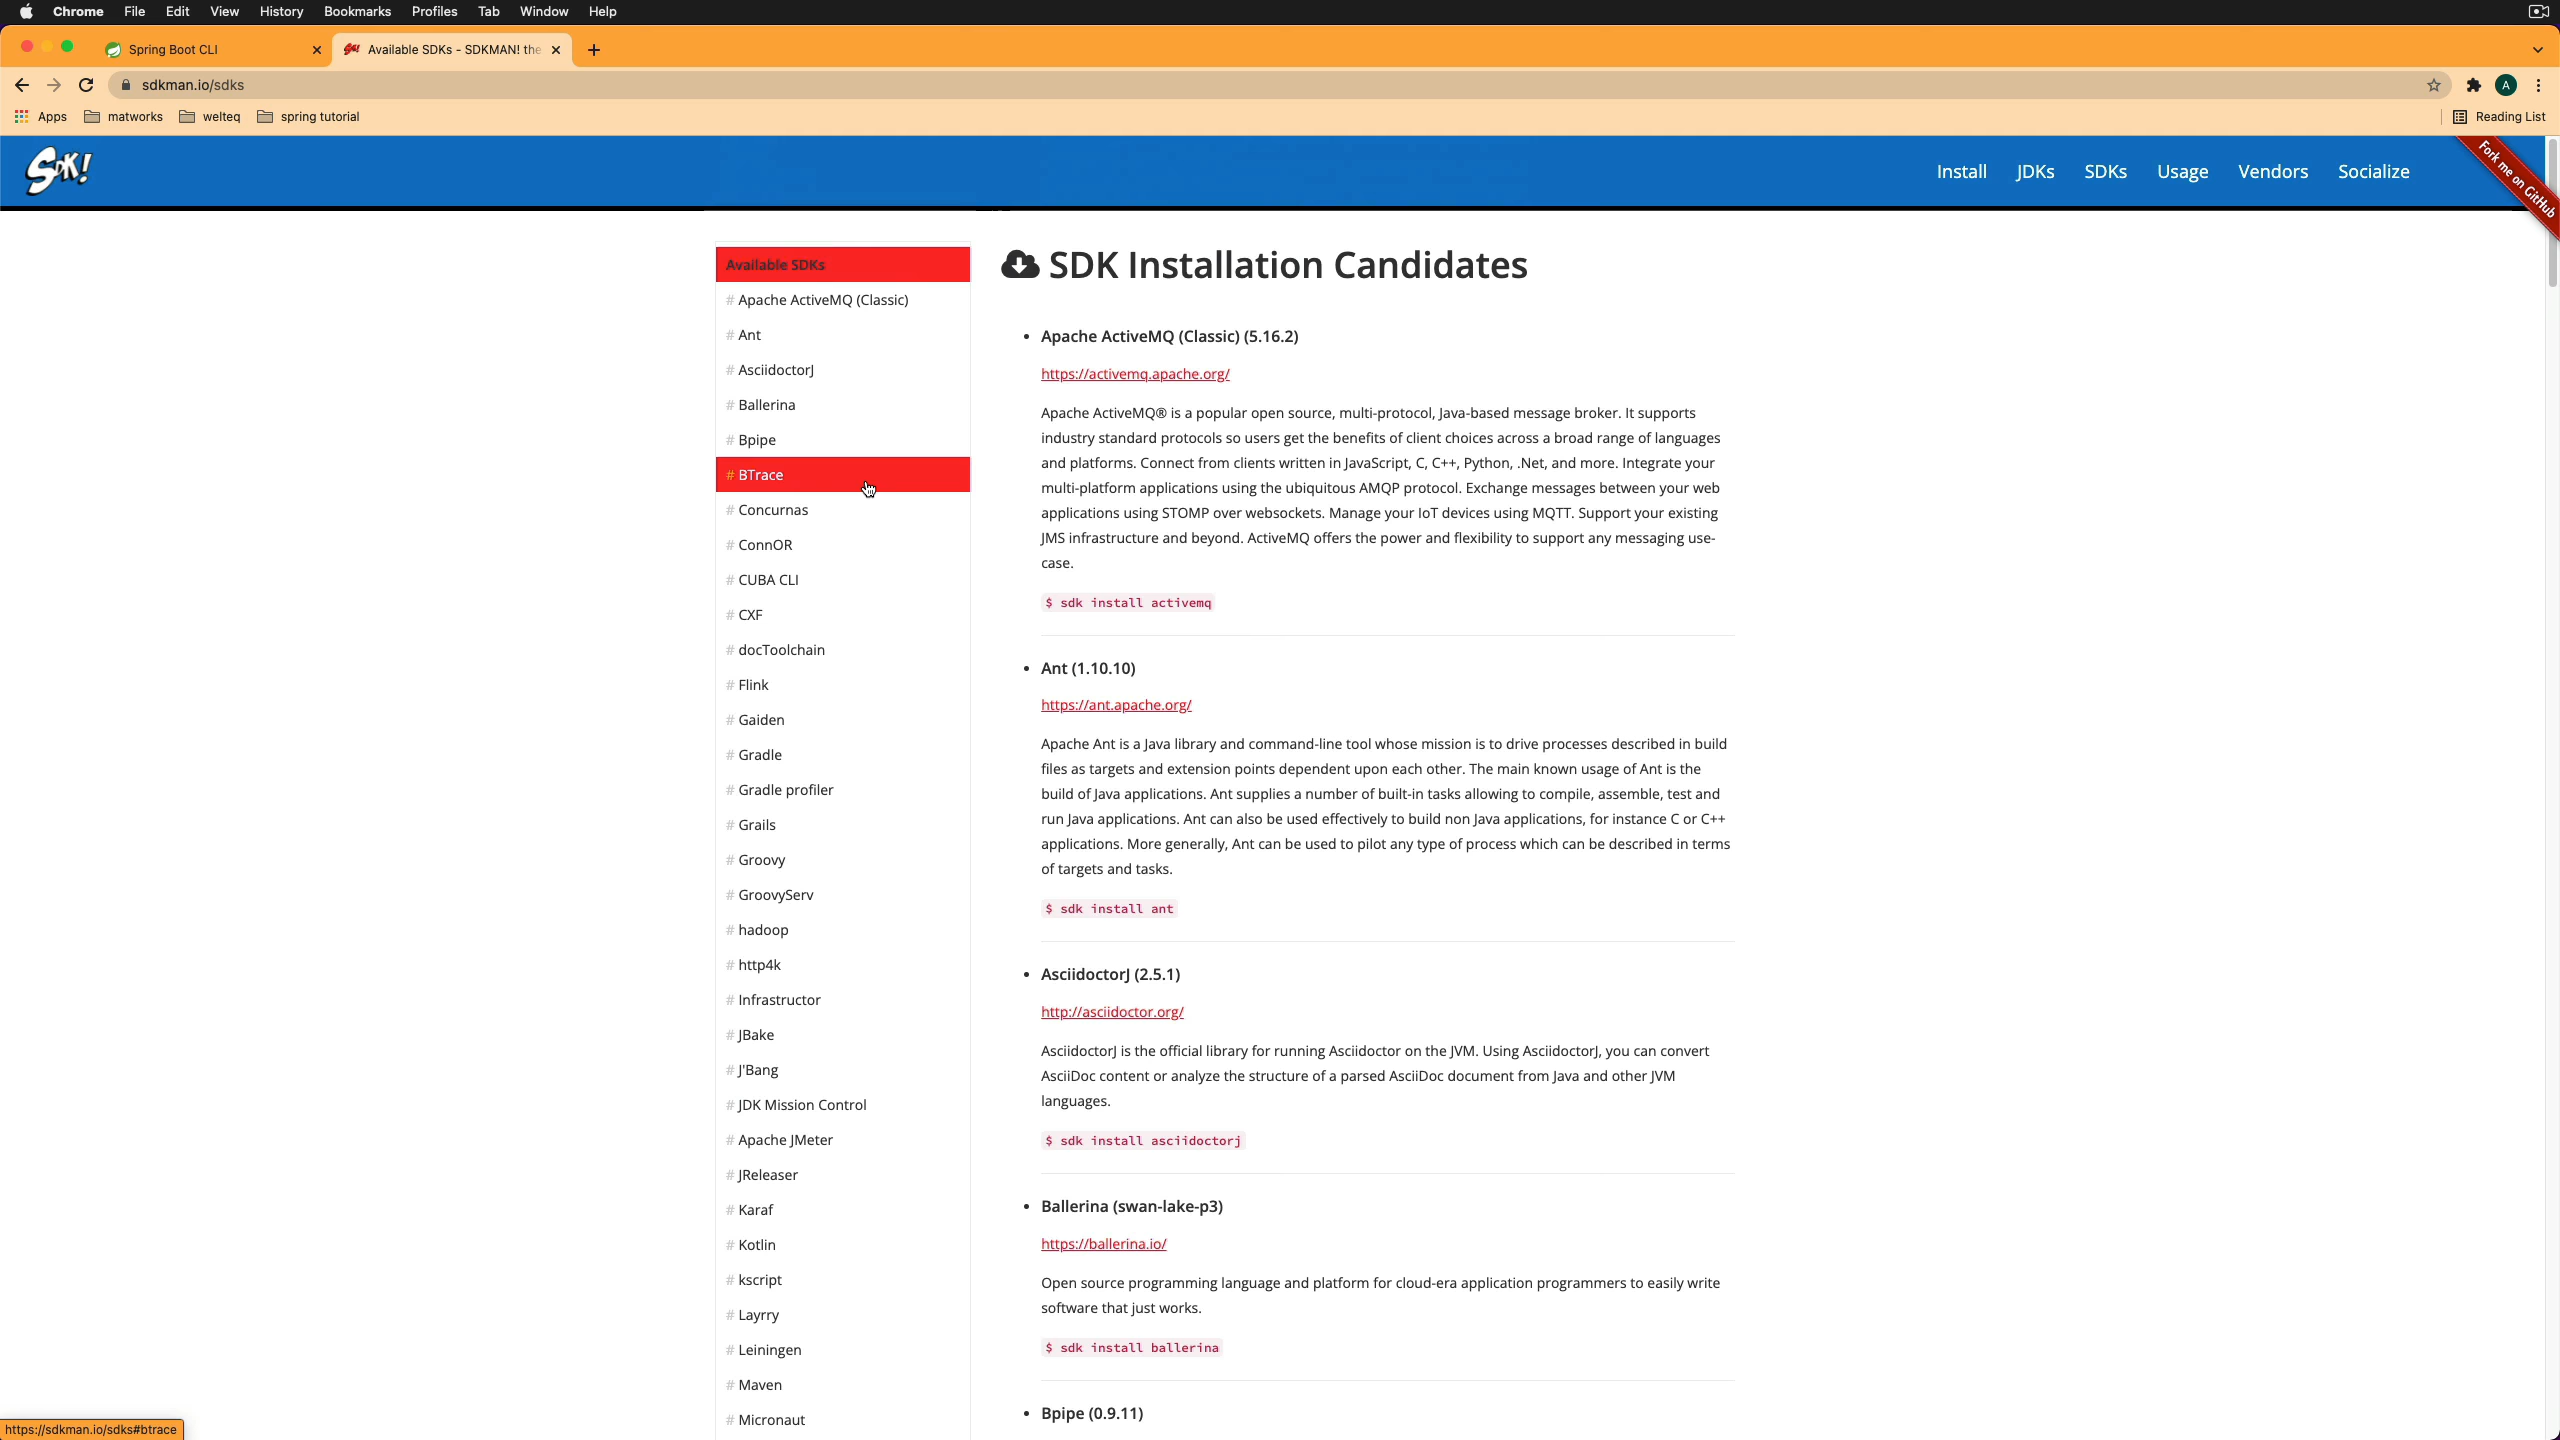 Chrome File Edit View History Bookmarks Profiles Tab Window Help
Spring Boot CLI
Available SDKs - SDKMAN! the
sdkman.io/sdks
A
Apps matworks welteq spring tutorial Reading List
SDK!
Install JDKs SDKs Usage Vendors Socialize
Fork me on GitHub
Available SDKs
# Apache ActiveMQ (Classic)
# Ant
# AsciidoctorJ
# Ballerina
# Bpipe
# BTrace
# Concurnas
# ConnOR
# CUBA CLI
# CXF
# docToolchain
# Flink
# Gaiden
# Gradle
# Gradle profiler
# Grails
# Groovy
# GroovyServ
# hadoop
# http4k
# Infrastructor
# JBake
# J'Bang
# JDK Mission Control
# Apache JMeter
# JReleaser
# Karaf
# Kotlin
# kscript
# Layrry
# Leiningen
# Maven
# Micronaut
SDK Installation Candidates
• Apache ActiveMQ (Classic) (5.16.2)
https://activemq.apache.org/
Apache ActiveMQ® is a popular open source, multi-protocol, Java-based message broker. It supports
industry standard protocols so users get the benefits of client choices across a broad range of languages
and platforms. Connect from clients written in JavaScript, C, C++, Python, .Net, and more. Integrate your
multi-platform applications using the ubiquitous AMQP protocol. Exchange messages between your web
applications using STOMP over websockets. Manage your IoT devices using MQTT. Support your existing
JMS infrastructure and beyond. ActiveMQ offers the power and flexibility to support any messaging use-
case.
$ sdk install activemq
• Ant (1.10.10)
https://ant.apache.org/
Apache Ant is a Java library and command-line tool whose mission is to drive processes described in build
files as targets and extension points dependent upon each other. The main known usage of Ant is the
build of Java applications. Ant supplies a number of built-in tasks allowing to compile, assemble, test and
run Java applications. Ant can also be used effectively to build non Java applications, for instance C or C++
applications. More generally, Ant can be used to pilot any type of process which can be described in terms
of targets and tasks.
$ sdk install ant
• AsciidoctorJ (2.5.1)
http://asciidoctor.org/
AsciidoctorJ is the official library for running Asciidoctor on the JVM. Using AsciidoctorJ, you can convert
AsciiDoc content or analyze the structure of a parsed AsciiDoc document from Java and other JVM
languages.
$ sdk install asciidoctorj
• Ballerina (swan-lake-p3)
https://ballerina.io/
Open source programming language and platform for cloud-era application programmers to easily write
software that just works.
$ sdk install ballerina
• Bpipe (0.9.11)
https://sdkman.io/sdks#btrace